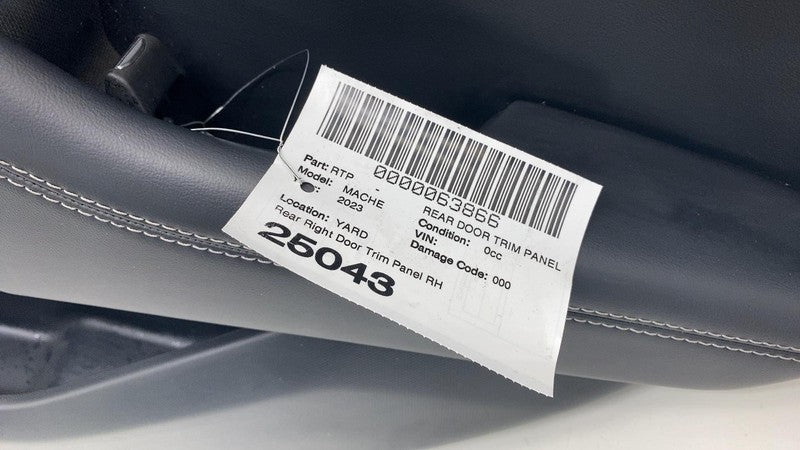 0000063866
Part: RTP - REAR DOOR TRIM PANEL
Model: MACHE Condition: 0cc
2023 VIN:
Location: YARD Damage Code: 000
Rear Right Door Trim Panel RH
25043